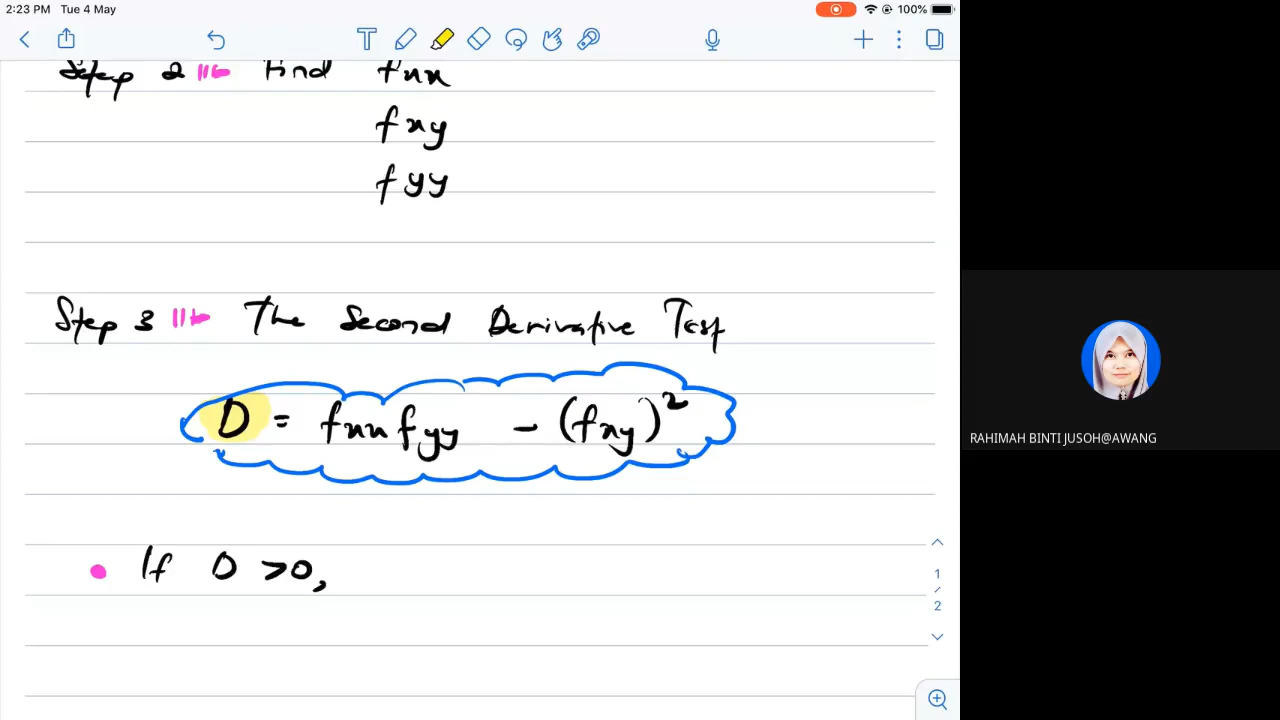 2:23 PM Tue 4 May
100%
Step 2 Find fxx
fxy
fyy
Step 3 The Second Derivative Test
D = fxx fyy - (fxy)²
• If D >0,
1
/
2
RAHIMAH BINTI JUSOH@AWANG